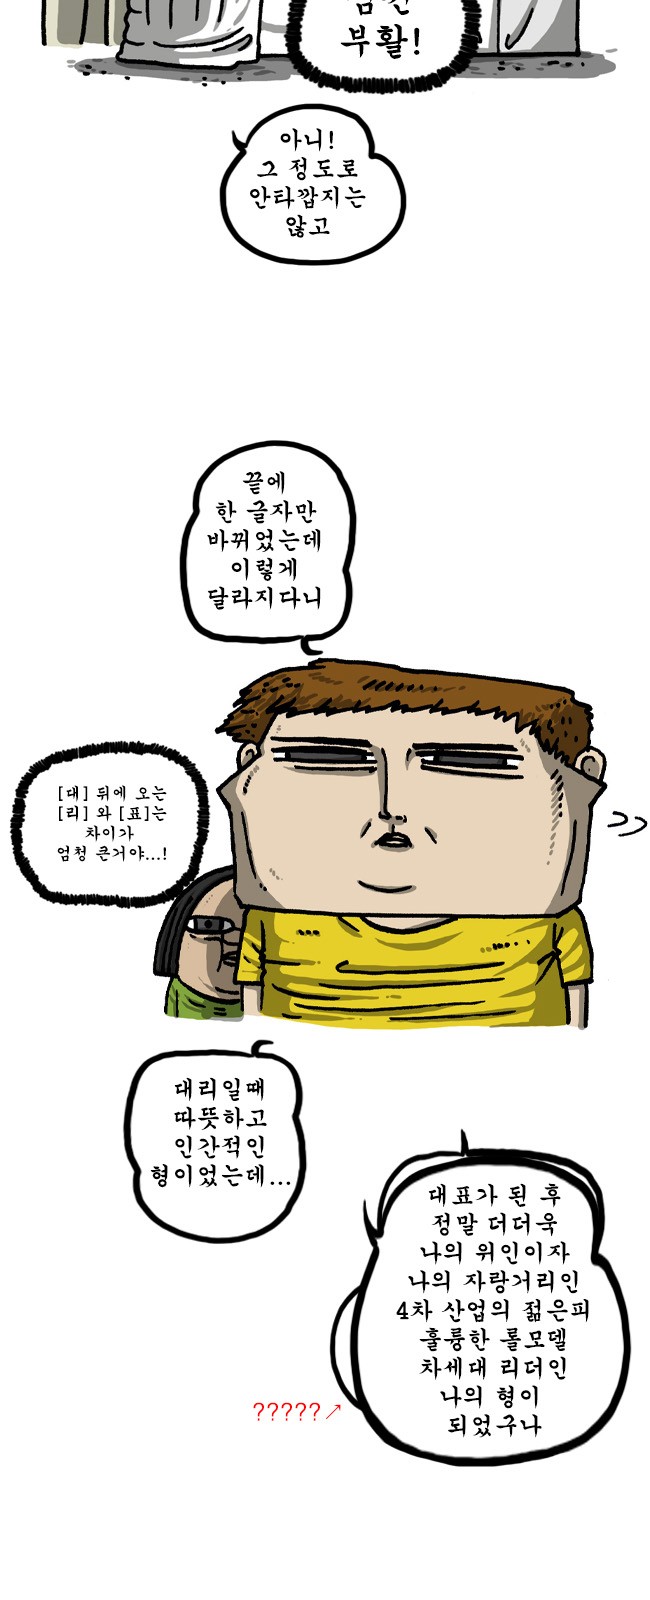 부활!
아니!
그 정도로
안타깝지는
않고
끝에
한 글자만
바뀌었는데
이렇게
달라지다니
[대] 뒤에 오는
[리] 와 [표]는
차이가
엄청 큰거야...!
대리일때
따뜻하고
인간적인
형이었는데...
대표가 된 후
정말 더더욱
나의 위인이자
나의 자랑거리인
4차 산업의 젊은피
훌륭한 롤모델
차세대 리더인
나의 형이
되었구나
?????↗